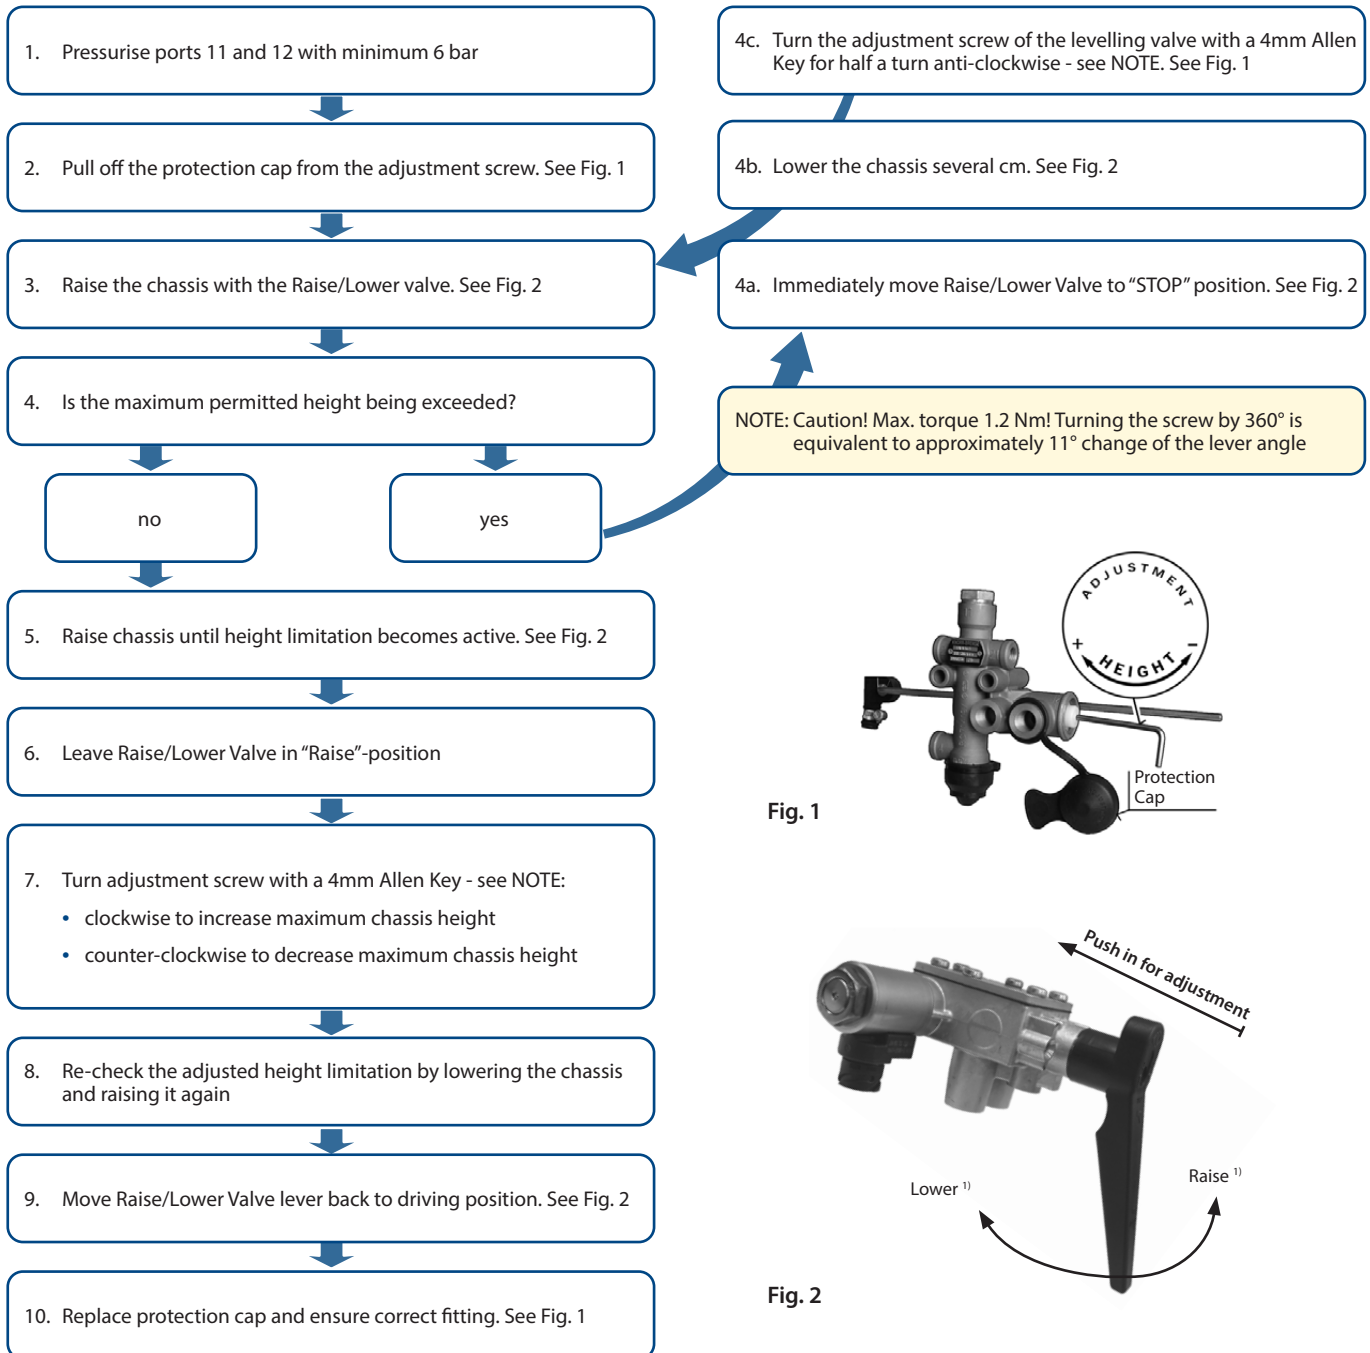 1. Pressurise ports 11 and 12 with minimum 6 bar
2. Pull off the protection cap from the adjustment screw. See Fig. 1
3. Raise the chassis with the Raise/Lower valve. See Fig. 2
4. Is the maximum permitted height being exceeded?
no
yes
4c. Turn the adjustment screw of the levelling valve with a 4mm Allen
Key for half a turn anti-clockwise - see NOTE. See Fig. 1
4b. Lower the chassis several cm. See Fig. 2
4a. Immediately move Raise/Lower Valve to “STOP” position. See Fig. 2
NOTE: Caution! Max. torque 1.2 Nm! Turning the screw by 360° is
equivalent to approximately 11° change of the lever angle
5. Raise chassis until height limitation becomes active. See Fig. 2
6. Leave Raise/Lower Valve in “Raise”-position
7. Turn adjustment screw with a 4mm Allen Key - see NOTE:
• clockwise to increase maximum chassis height
• counter-clockwise to decrease maximum chassis height
8. Re-check the adjusted height limitation by lowering the chassis
and raising it again
9. Move Raise/Lower Valve lever back to driving position. See Fig. 2
10. Replace protection cap and ensure correct fitting. See Fig. 1
ADJUSTMENT
+ HEIGHT –
Protection
Cap
Fig. 1
Push in for adjustment
Lower 1)
Raise 1)
Fig. 2